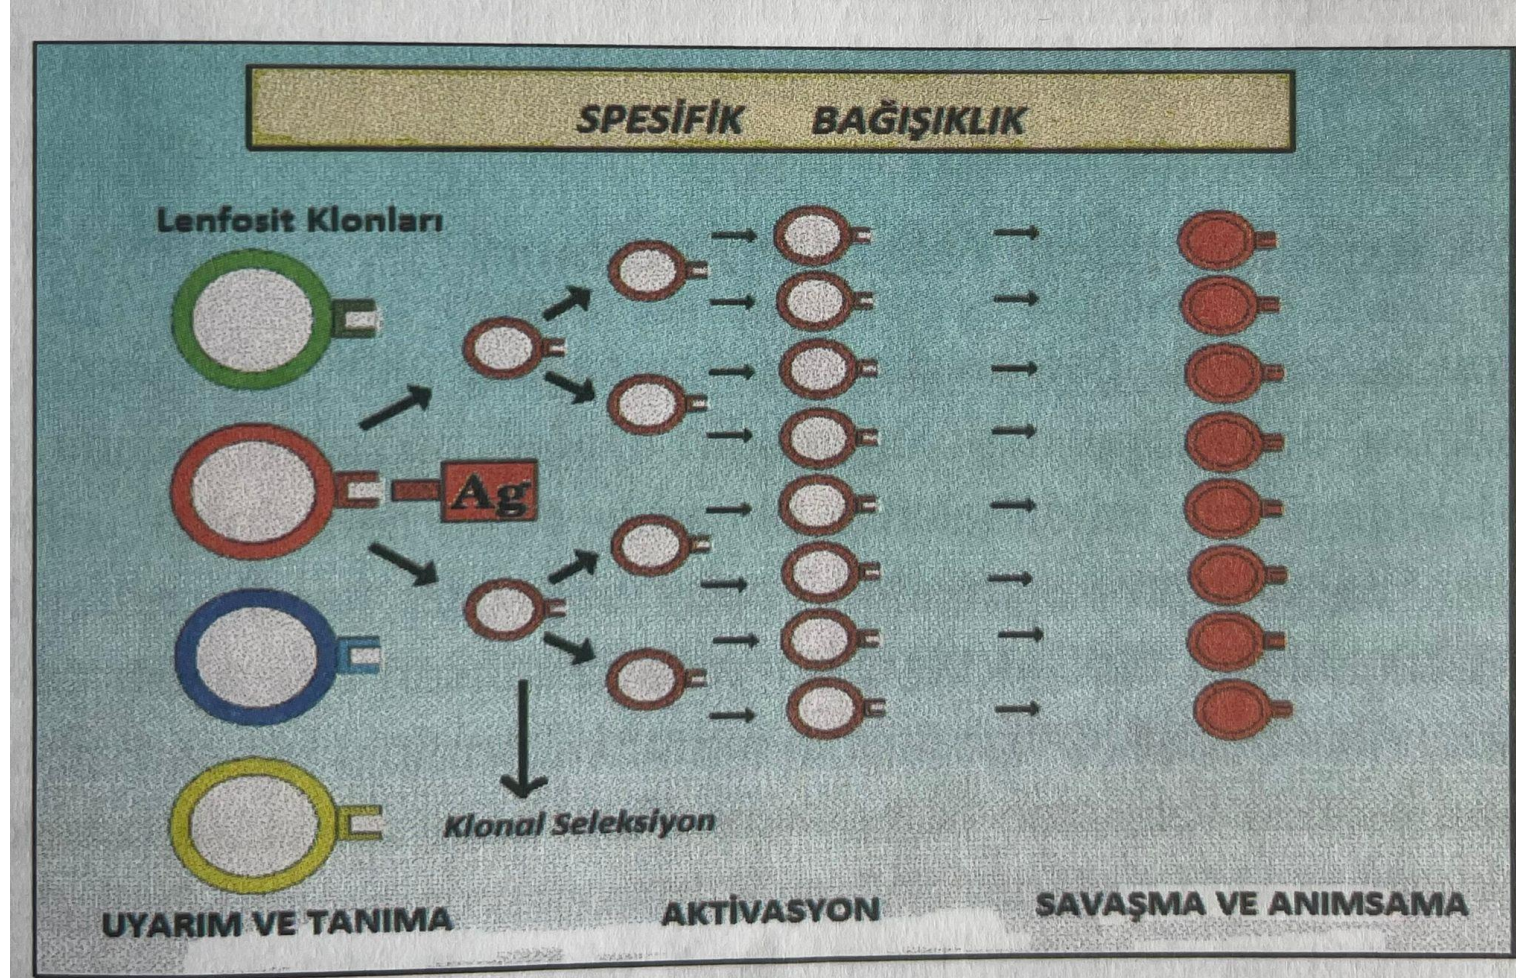 SPESİFİK BAĞIŞIKLIK
Lenfosit Klonları
Ag
Klonal Seleksiyon
UYARIM VE TANIMA
AKTİVASYON
SAVAŞMA VE ANIMSAMA